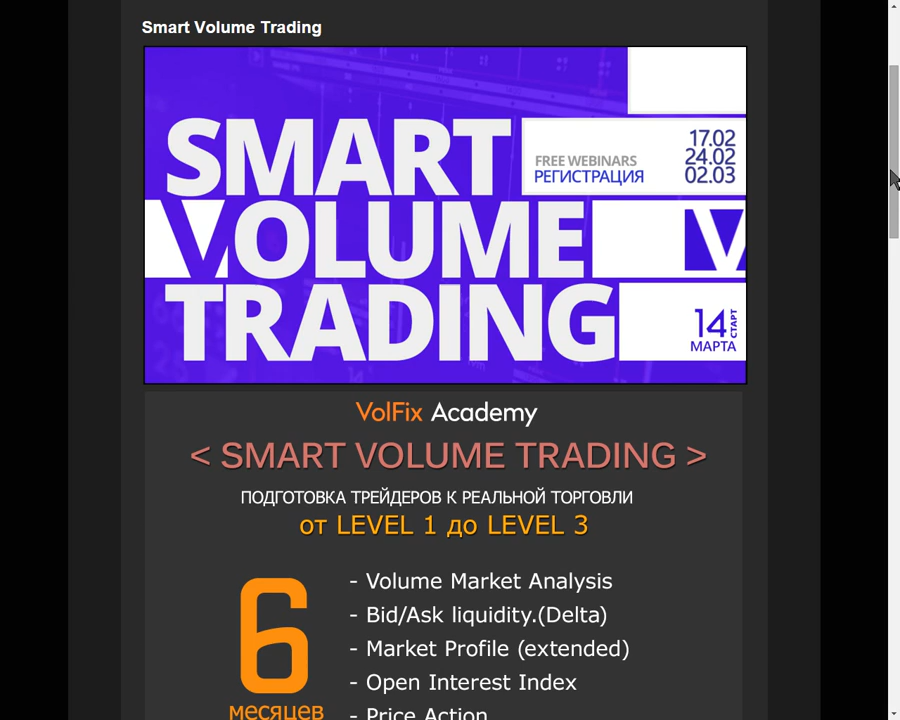 Smart Volume Trading
SMART
VOLUME
TRADING
FREE WEBINARS
РЕГИСТРАЦИЯ
17.02
24.02
02.03
V
14
СТАРТ
МАРТА
VolFix Academy
< SMART VOLUME TRADING >
ПОДГОТОВКА ТРЕЙДЕРОВ К РЕАЛЬНОЙ ТОРГОВЛИ
от LEVEL 1 до LEVEL 3
6
месяцев
- Volume Market Analysis
- Bid/Ask liquidity.(Delta)
- Market Profile (extended)
- Open Interest Index
- Price Action